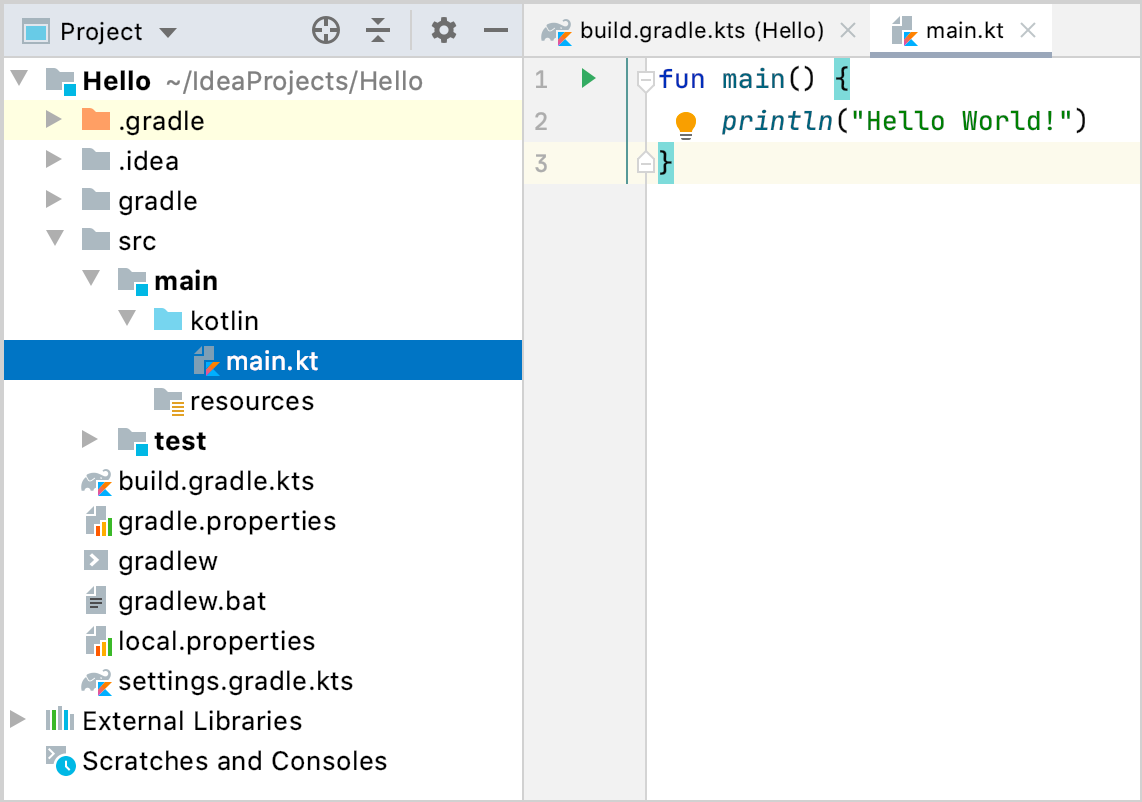 Project
build.gradle.kts (Hello)
main.kt
Hello ~/IdeaProjects/Hello
.gradle
.idea
gradle
src
main
kotlin
main.kt
resources
test
build.gradle.kts
gradle.properties
gradlew
gradlew.bat
local.properties
settings.gradle.kts
External Libraries
Scratches and Consoles
1 fun main() {
2 println("Hello World!")
3 }